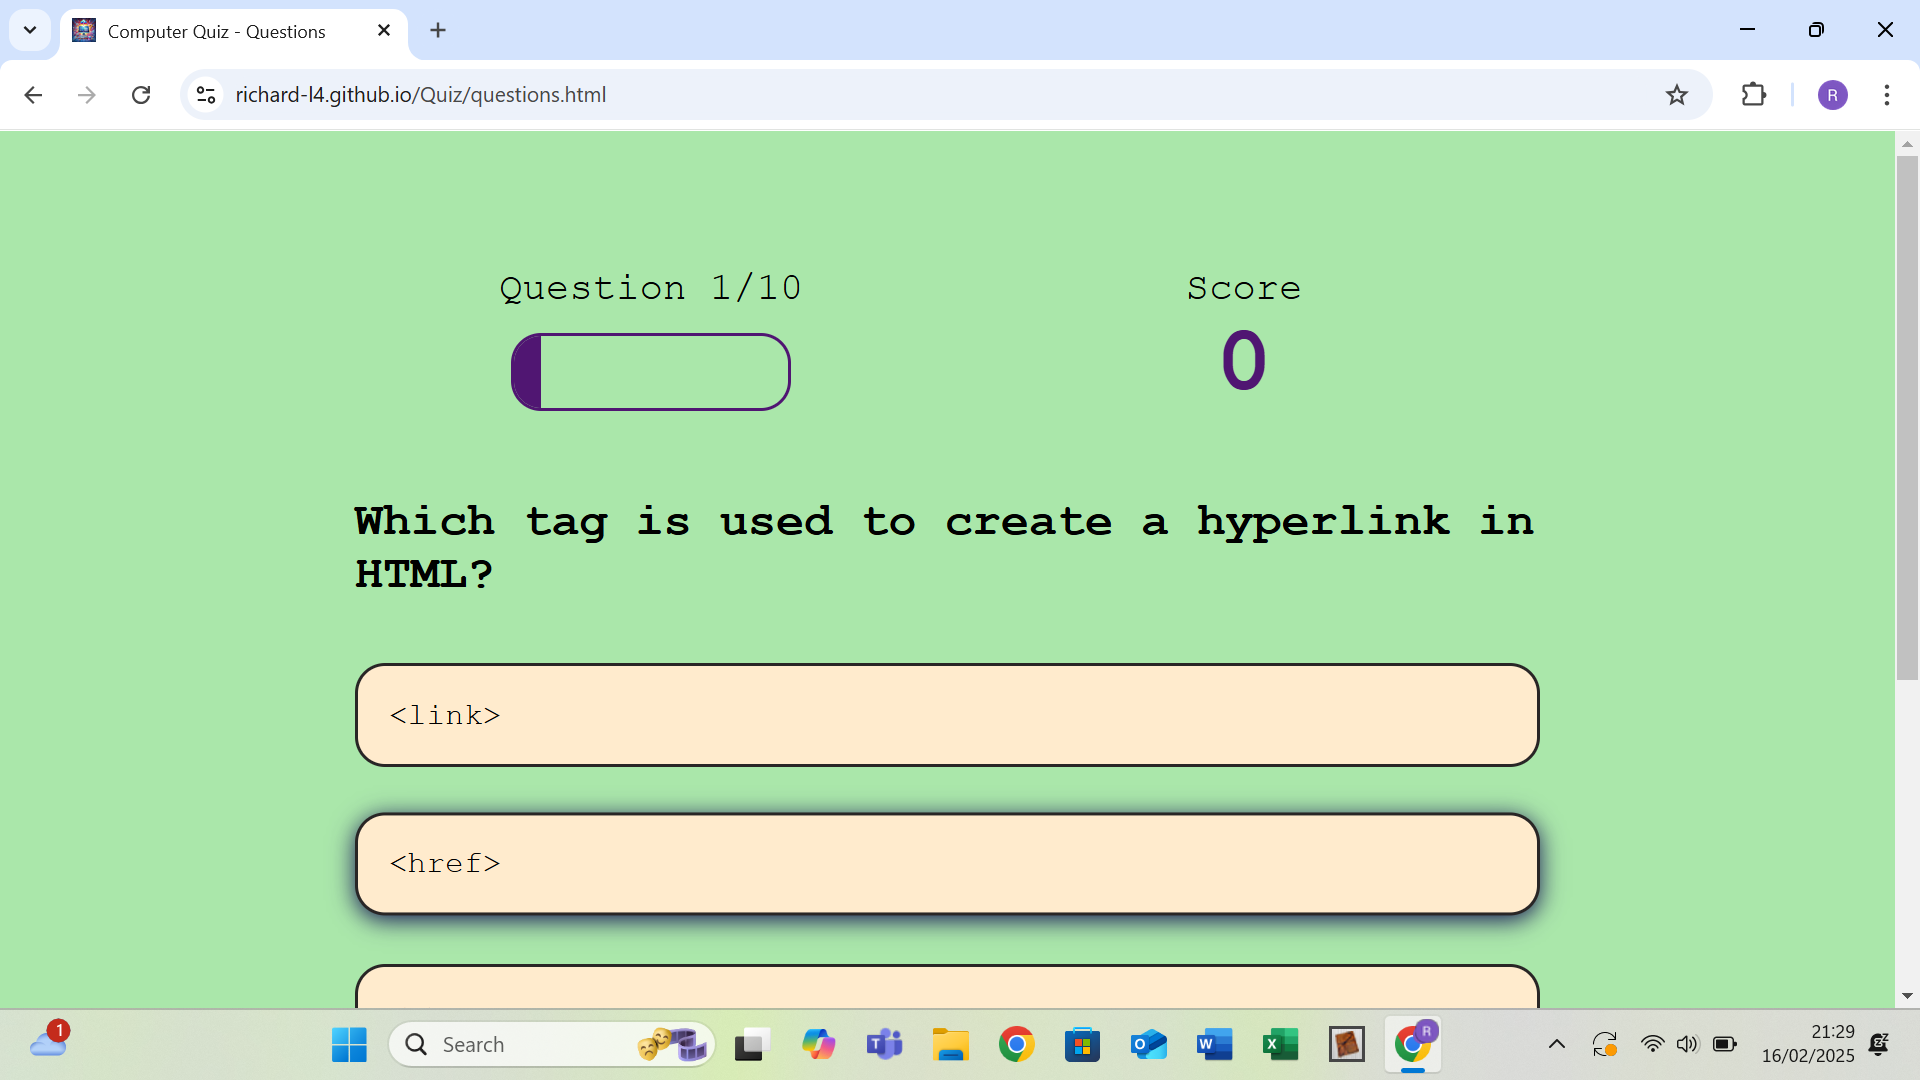 Computer Quiz - Questions
richard-l4.github.io/Quiz/questions.html
R
Question 1/10
Score
0
Which tag is used to create a hyperlink in
HTML?
<link>
<href>
1
Search
T
O
W
X
R
21:29
16/02/2025